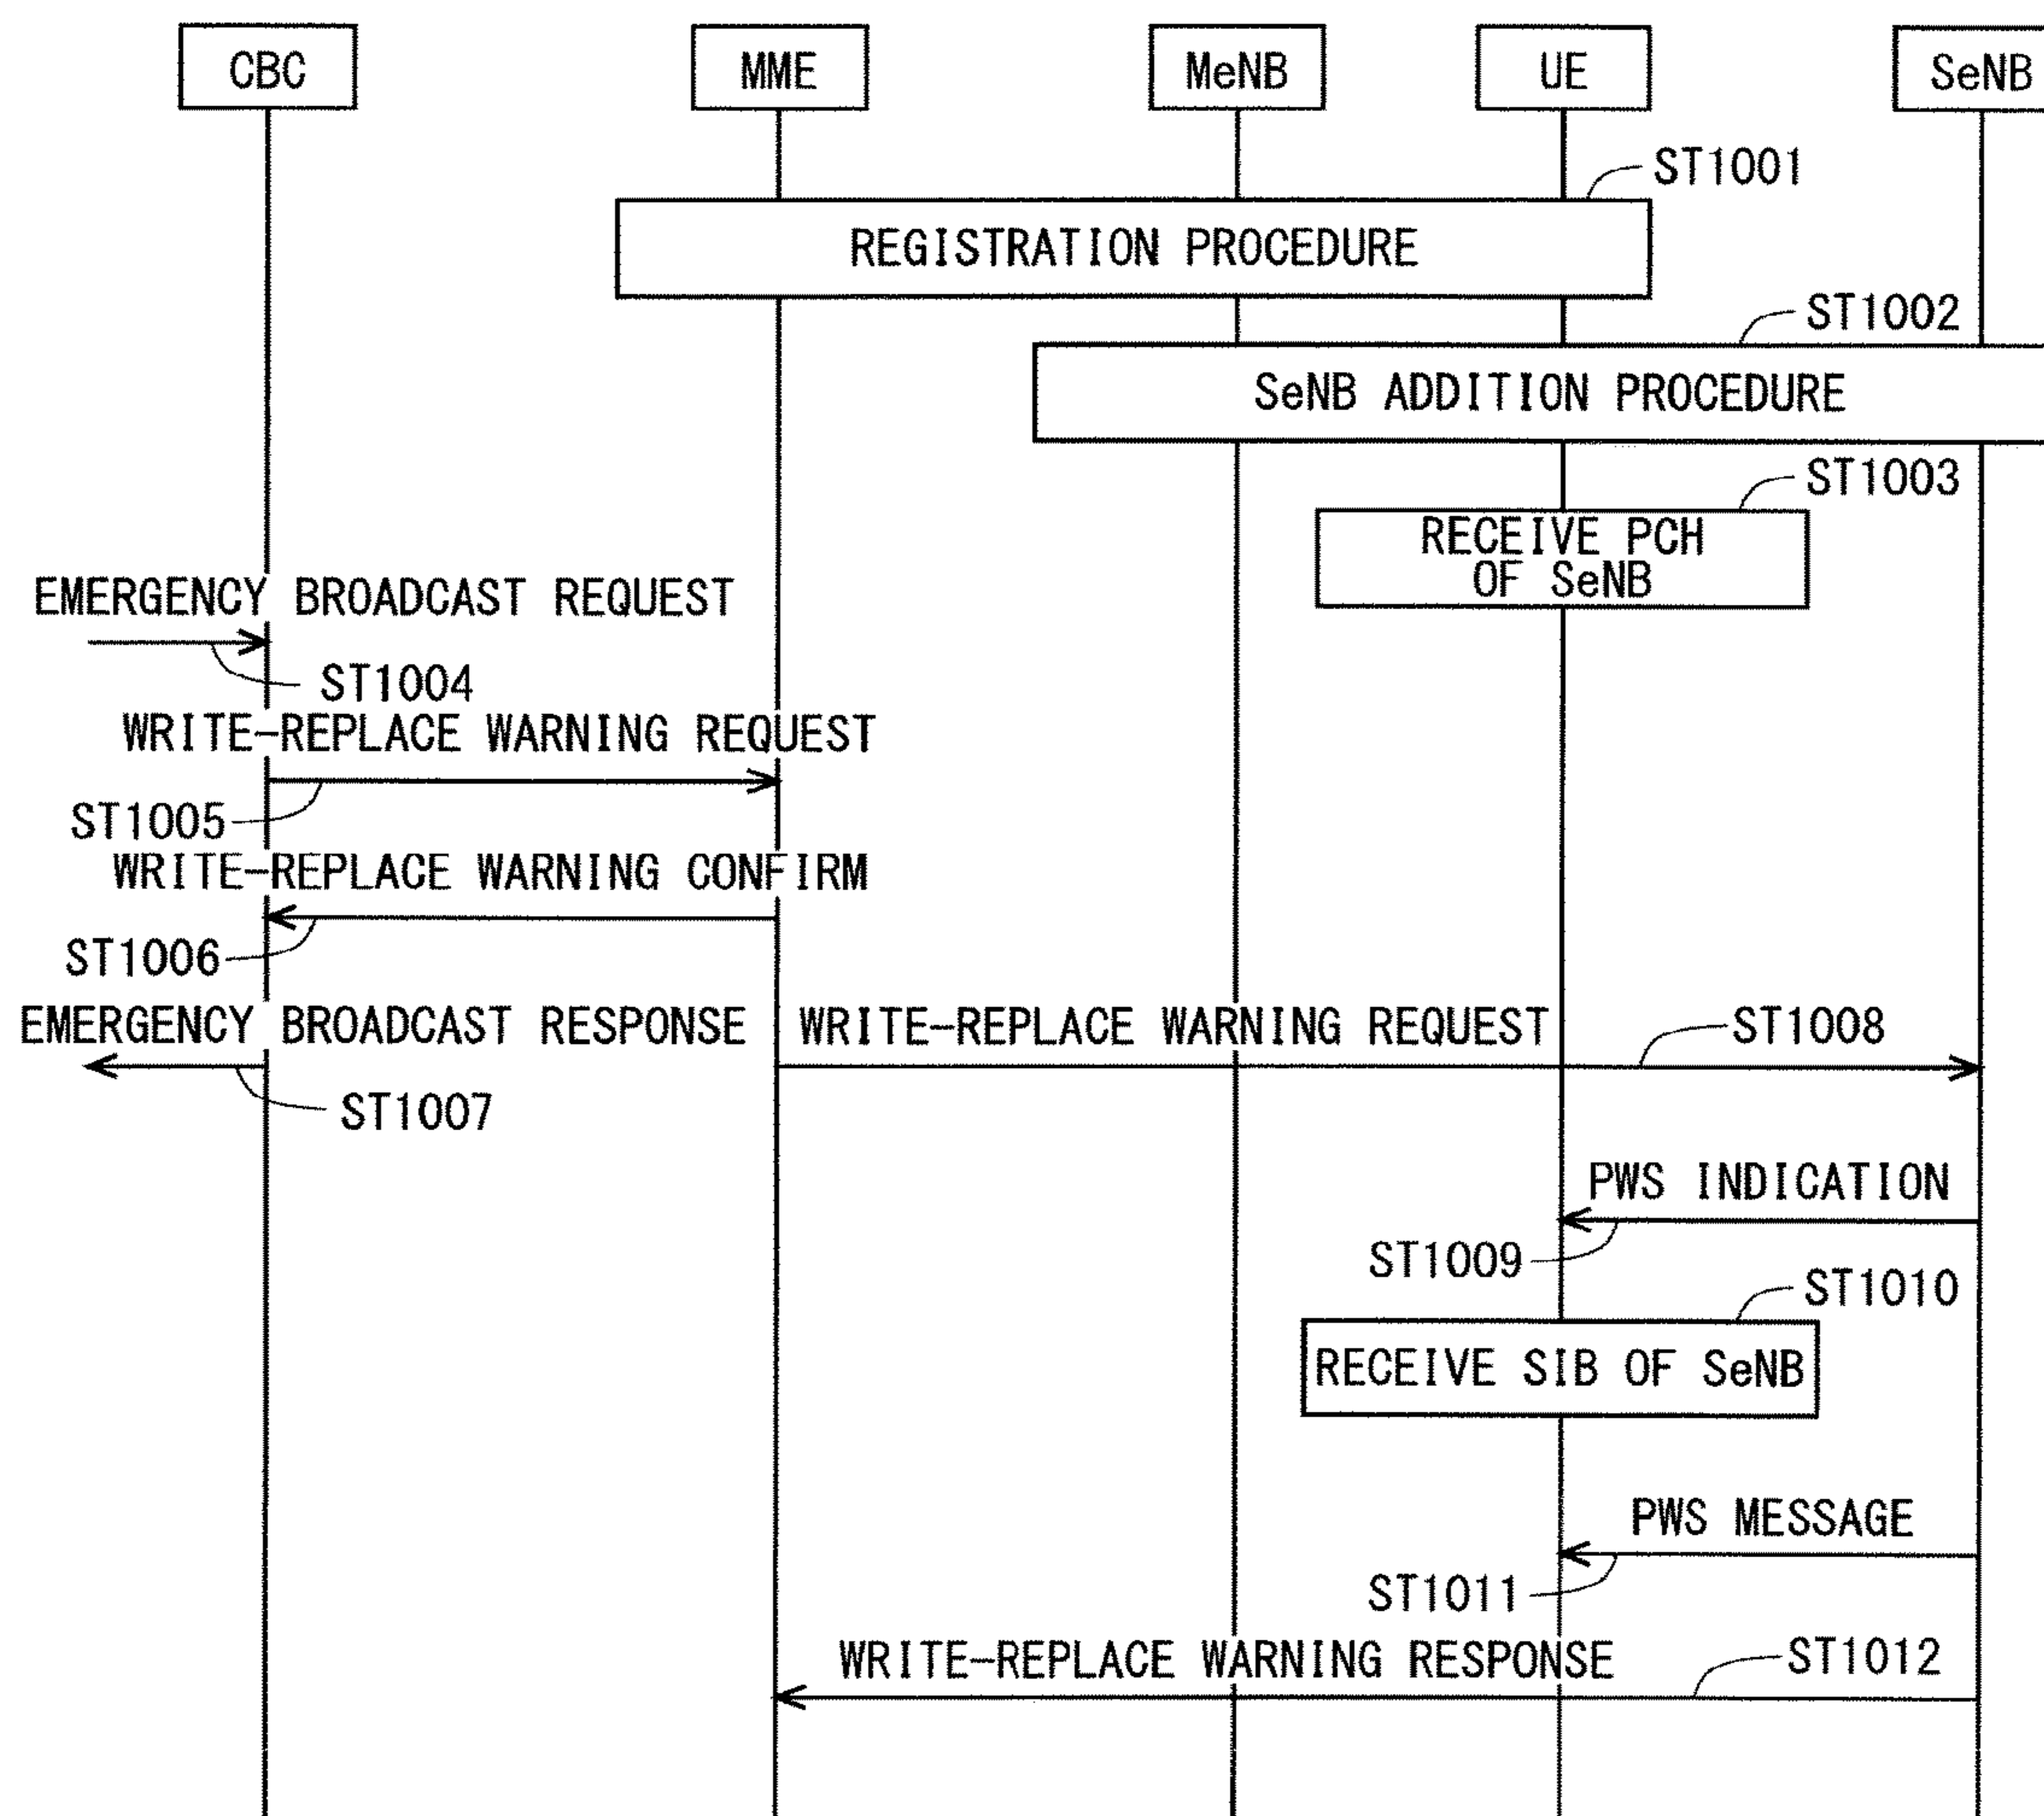 CBC
MME
MeNB
UE
SeNB
ST1001
REGISTRATION PROCEDURE
ST1002
SeNB ADDITION PROCEDURE
ST1003
RECEIVE PCH
OF SeNB
EMERGENCY BROADCAST REQUEST
ST1004
WRITE-REPLACE WARNING REQUEST
ST1005
WRITE-REPLACE WARNING CONFIRM
ST1006
EMERGENCY BROADCAST RESPONSE
WRITE-REPLACE WARNING REQUEST
ST1008
ST1007
PWS INDICATION
ST1009
ST1010
RECEIVE SIB OF SeNB
PWS MESSAGE
ST1011
WRITE-REPLACE WARNING RESPONSE
ST1012